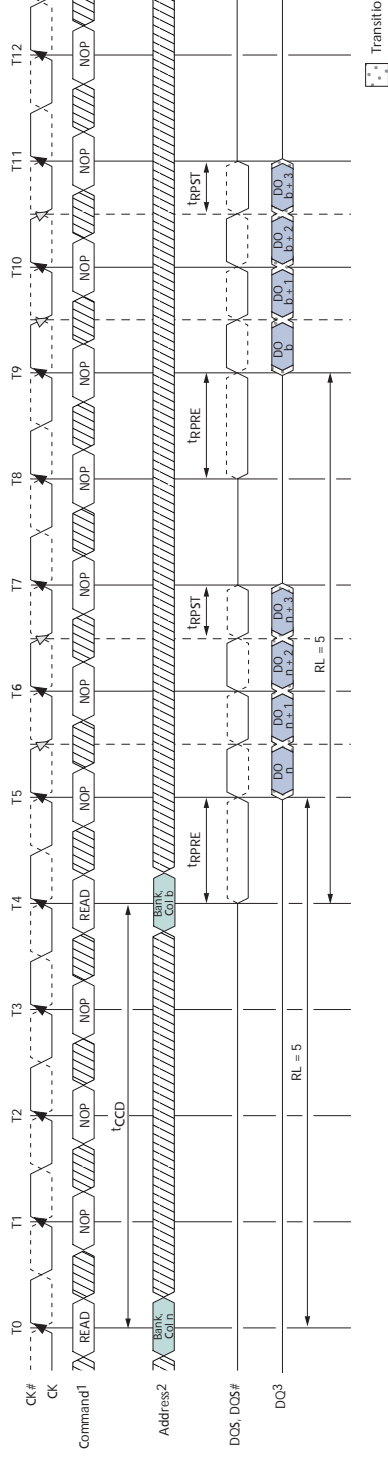 T0 T1 T2 T3 T4 T5 T6 T7 T8 T9 T10 T11 T12
CK#
CK
Command1 READ NOP NOP NOP READ NOP NOP NOP NOP NOP NOP NOP NOP
tCCD
Address2 Bank, Col n Bank, Col b
tRPRE tRPST tRPRE tRPST
DQS, DQS#
DQ3 DO n DO n + 1 DO n + 2 DO n + 3 DO b DO b + 1 DO b + 2 DO b + 3
RL = 5
RL = 5